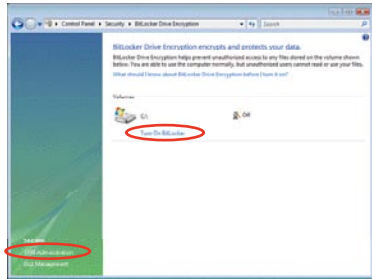 Control Panel ▸ Security ▸ BitLocker Drive Encryption
Search
BitLocker Drive Encryption encrypts and protects your data.
BitLocker Drive Encryption helps prevent unauthorized access to any files stored on the volume shown
below. You are able to use the computer normally, but unauthorized users cannot read or use your files.
What should I know about BitLocker Drive Encryption before I turn it on?
Volumes
C:\
Off
Turn On BitLocker
See also
TPM Administration
Disk Management